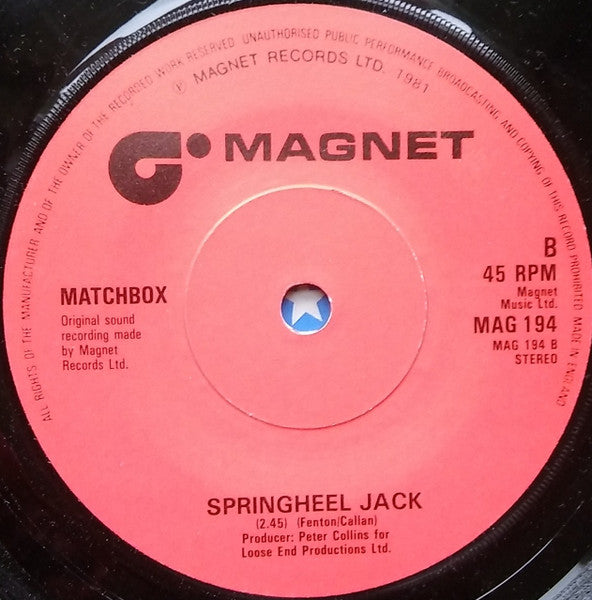 ALL RIGHTS OF THE MANUFACTURER AND OF THE OWNER OF THE RECORDED WORK RESERVED UNAUTHORISED PUBLIC PERFORMANCE BROADCASTING AND COPYING OF THIS RECORD PROHIBITED MADE IN ENGLAND
℗ MAGNET RECORDS LTD. 1981
MAGNET
B
45 RPM
Magnet
Music Ltd.
MAG 194
MAG 194 B
STEREO
MATCHBOX
Original sound
recording made
by Magnet
Records Ltd.
SPRINGHEEL JACK
(2.45) (Fenton/Callan)
Producer: Peter Collins for
Loose End Productions Ltd.